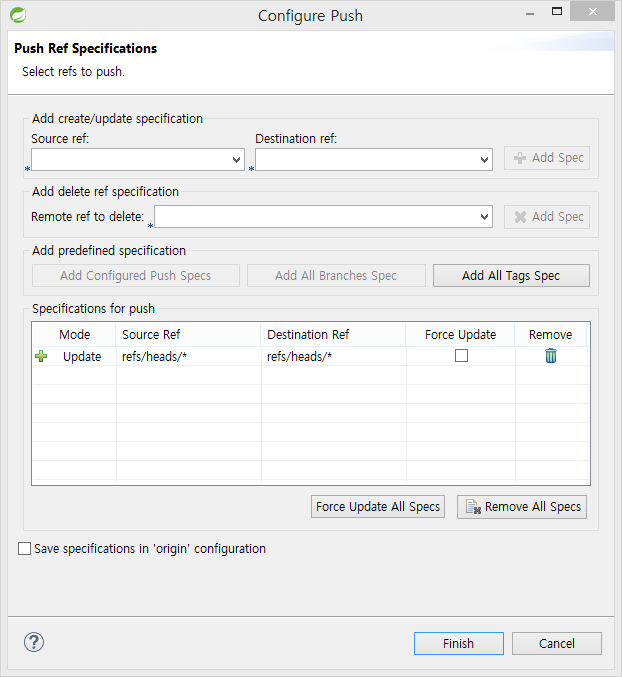 Configure Push
Push Ref Specifications
Select refs to push.
Add create/update specification
Source ref: Destination ref:
* * Add Spec
Add delete ref specification
Remote ref to delete: * Add Spec
Add predefined specification
Add Configured Push Specs Add All Branches Spec Add All Tags Spec
Specifications for push
Mode Source Ref Destination Ref Force Update Remove
Update refs/heads/* refs/heads/*
Force Update All Specs Remove All Specs
Save specifications in 'origin' configuration
? Finish Cancel